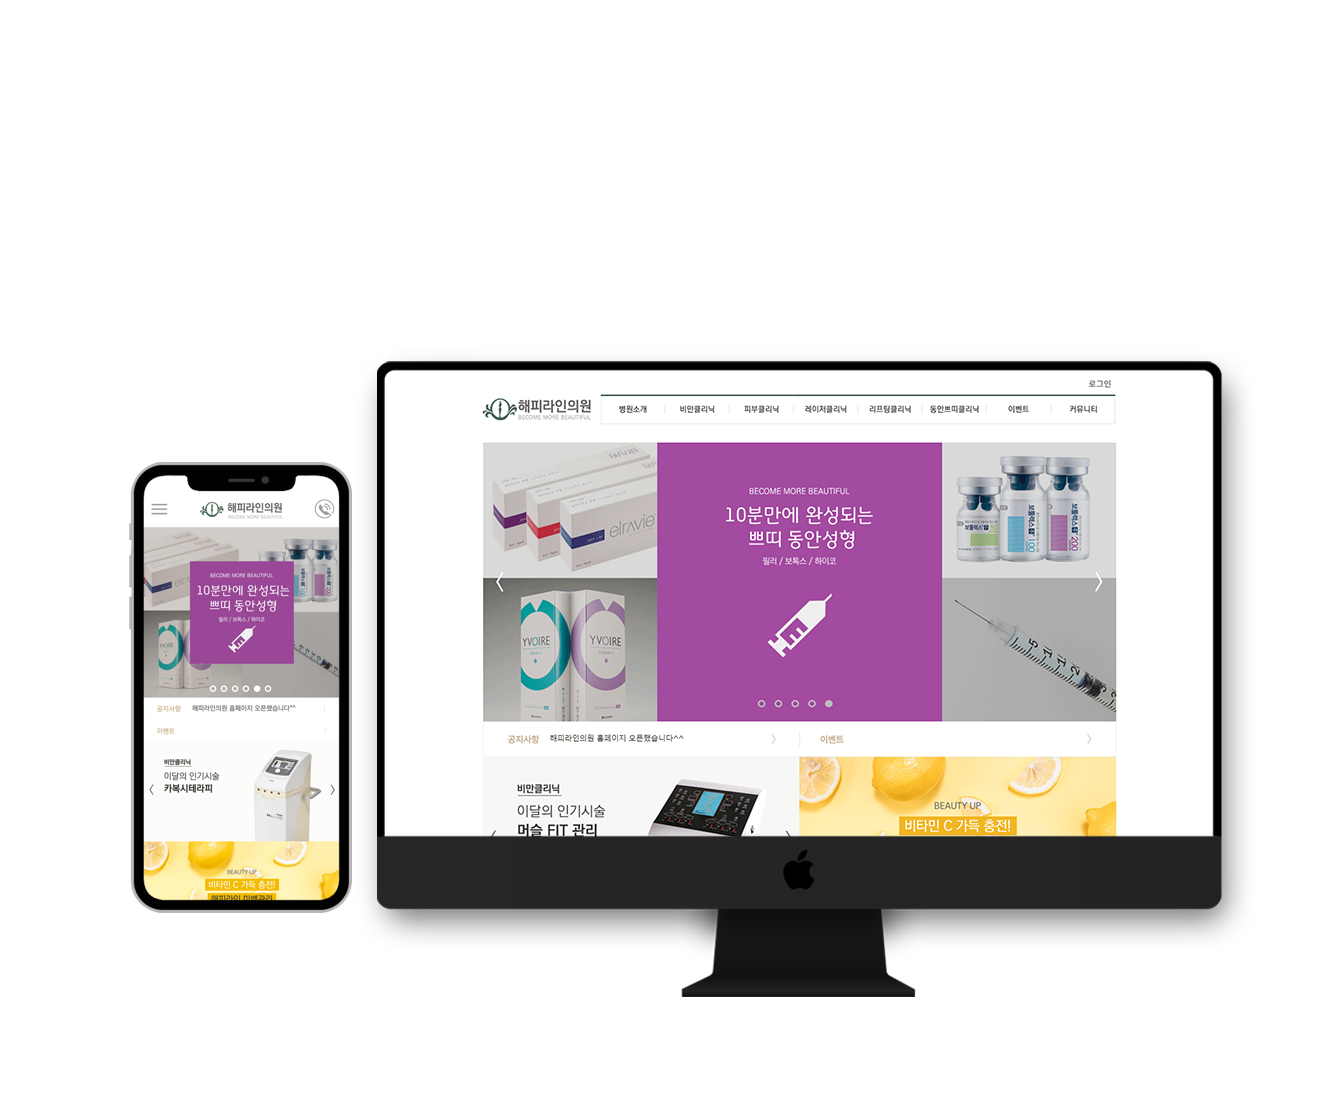 로그인
해피라인의원
BECOME MORE BEAUTIFUL
병원소개 비만클리닉 피부클리닉 레이저클리닉 리프팅클리닉 동안쁘띠클리닉 이벤트 커뮤니티
elravie
YVOIRE YVOIRE
BECOME MORE BEAUTIFUL
10분만에 완성되는
쁘띠 동안성형
필러 / 보톡스 / 하이코
보툴렉스 50
보툴렉스 100
보툴렉스 200
공지사항 해피라인의원 홈페이지 오픈했습니다^^
이벤트
비만클리닉
이달의 인기시술
머슬 FIT 관리
BEAUTY UP
비타민 C 가득 충전!
해피라인의원
BECOME MORE BEAUTIFUL
BECOME MORE BEAUTIFUL
10분만에 완성되는
쁘띠 동안성형
필러 / 보톡스 / 하이코
YVOIRE
공지사항 해피라인의원 홈페이지 오픈했습니다^^
이벤트
비만클리닉
이달의 인기시술
카복시테라피
BEAUTY UP
비타민 C 가득 충전!
해피라인 미백관리